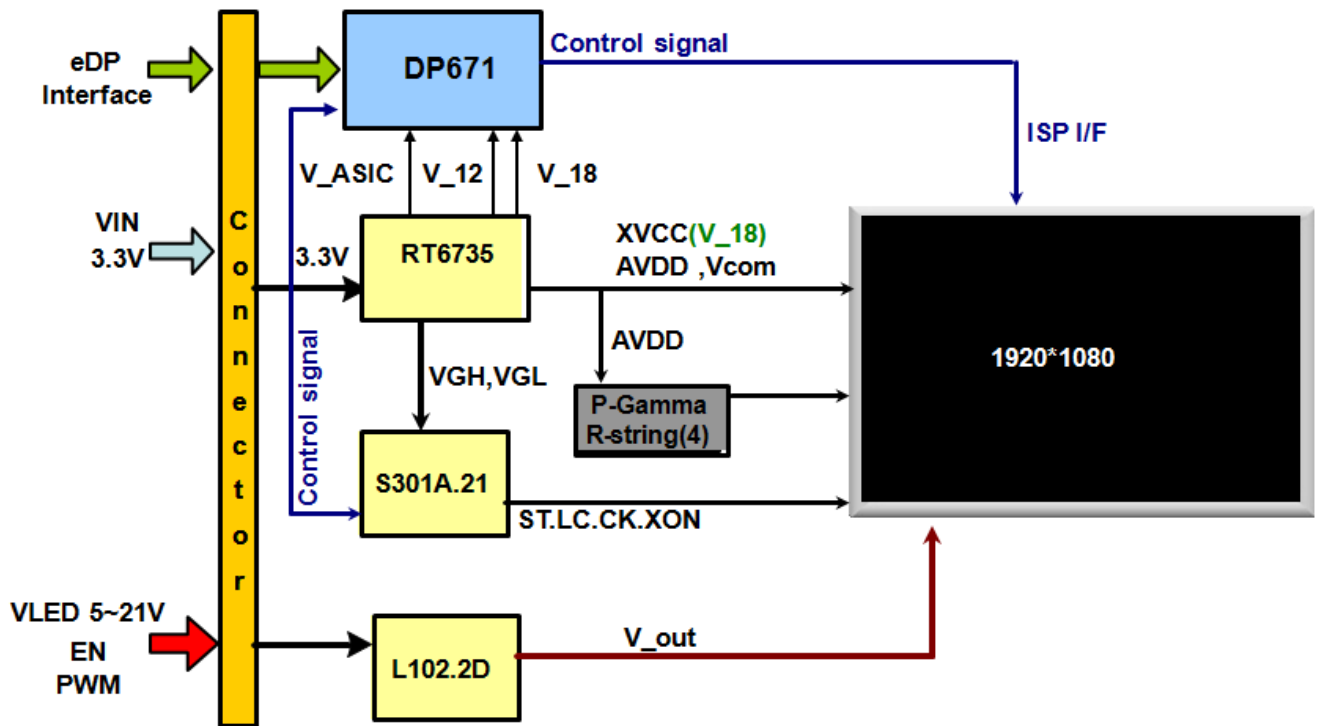 eDP
Interface
DP671
Control signal
ISP I/F
V_ASIC
V_12
V_18
VIN
3.3V
Connector
3.3V
RT6735
XVCC(V_18)
AVDD ,Vcom
1920*1080
AVDD
Control signal
VGH,VGL
P-Gamma
R-string(4)
S301A.21
ST.LC.CK.XON
VLED 5~21V
EN
PWM
L102.2D
V_out